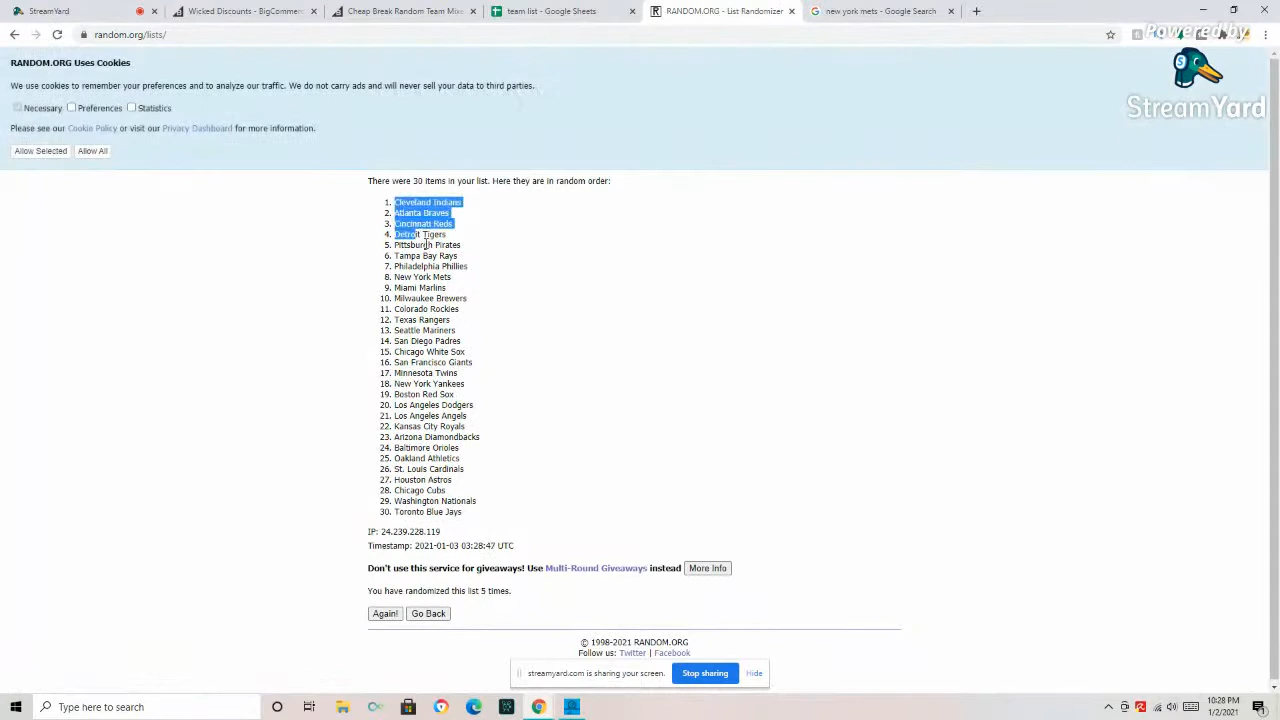 StreamYard
Wicked Discounts - BigCommerc
Cheap Break Random Team Mix
team list - Google Sheets
RANDOM.ORG - List Randomizer
new york mets - Google Search
random.org/lists/
Powered by
StreamYard
RANDOM.ORG Uses Cookies
We use cookies to remember your preferences and to analyze our traffic. We do not carry ads and will never sell your data to third parties.
Necessary Preferences Statistics
Please see our Cookie Policy or visit our Privacy Dashboard for more information.
Allow Selected Allow All
There were 30 items in your list. Here they are in random order:
1. Cleveland Indians
2. Atlanta Braves
3. Cincinnati Reds
4. Detroit Tigers
5. Pittsburgh Pirates
6. Tampa Bay Rays
7. Philadelphia Phillies
8. New York Mets
9. Miami Marlins
10. Milwaukee Brewers
11. Colorado Rockies
12. Texas Rangers
13. Seattle Mariners
14. San Diego Padres
15. Chicago White Sox
16. San Francisco Giants
17. Minnesota Twins
18. New York Yankees
19. Boston Red Sox
20. Los Angeles Dodgers
21. Los Angeles Angels
22. Kansas City Royals
23. Arizona Diamondbacks
24. Baltimore Orioles
25. Oakland Athletics
26. St. Louis Cardinals
27. Houston Astros
28. Chicago Cubs
29. Washington Nationals
30. Toronto Blue Jays
IP: 24.239.228.119
Timestamp: 2021-01-03 03:28:47 UTC
Don't use this service for giveaways! Use Multi-Round Giveaways instead More Info
You have randomized this list 5 times.
Again! Go Back
© 1998-2021 RANDOM.ORG
Follow us: Twitter | Facebook
streamyard.com is sharing your screen. Stop sharing Hide
Type here to search
10:28 PM
1/2/2021